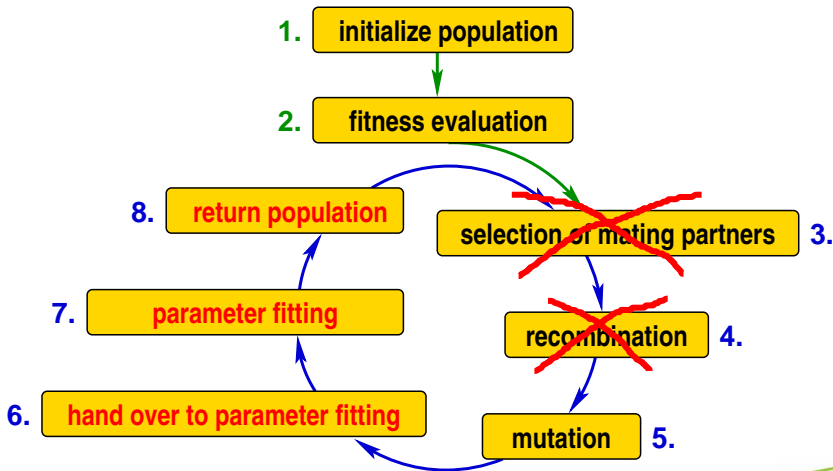 1. initialize population
2. fitness evaluation
8. return population
selection of mating partners 3.
7. parameter fitting
recombination 4.
6. hand over to parameter fitting
mutation 5.